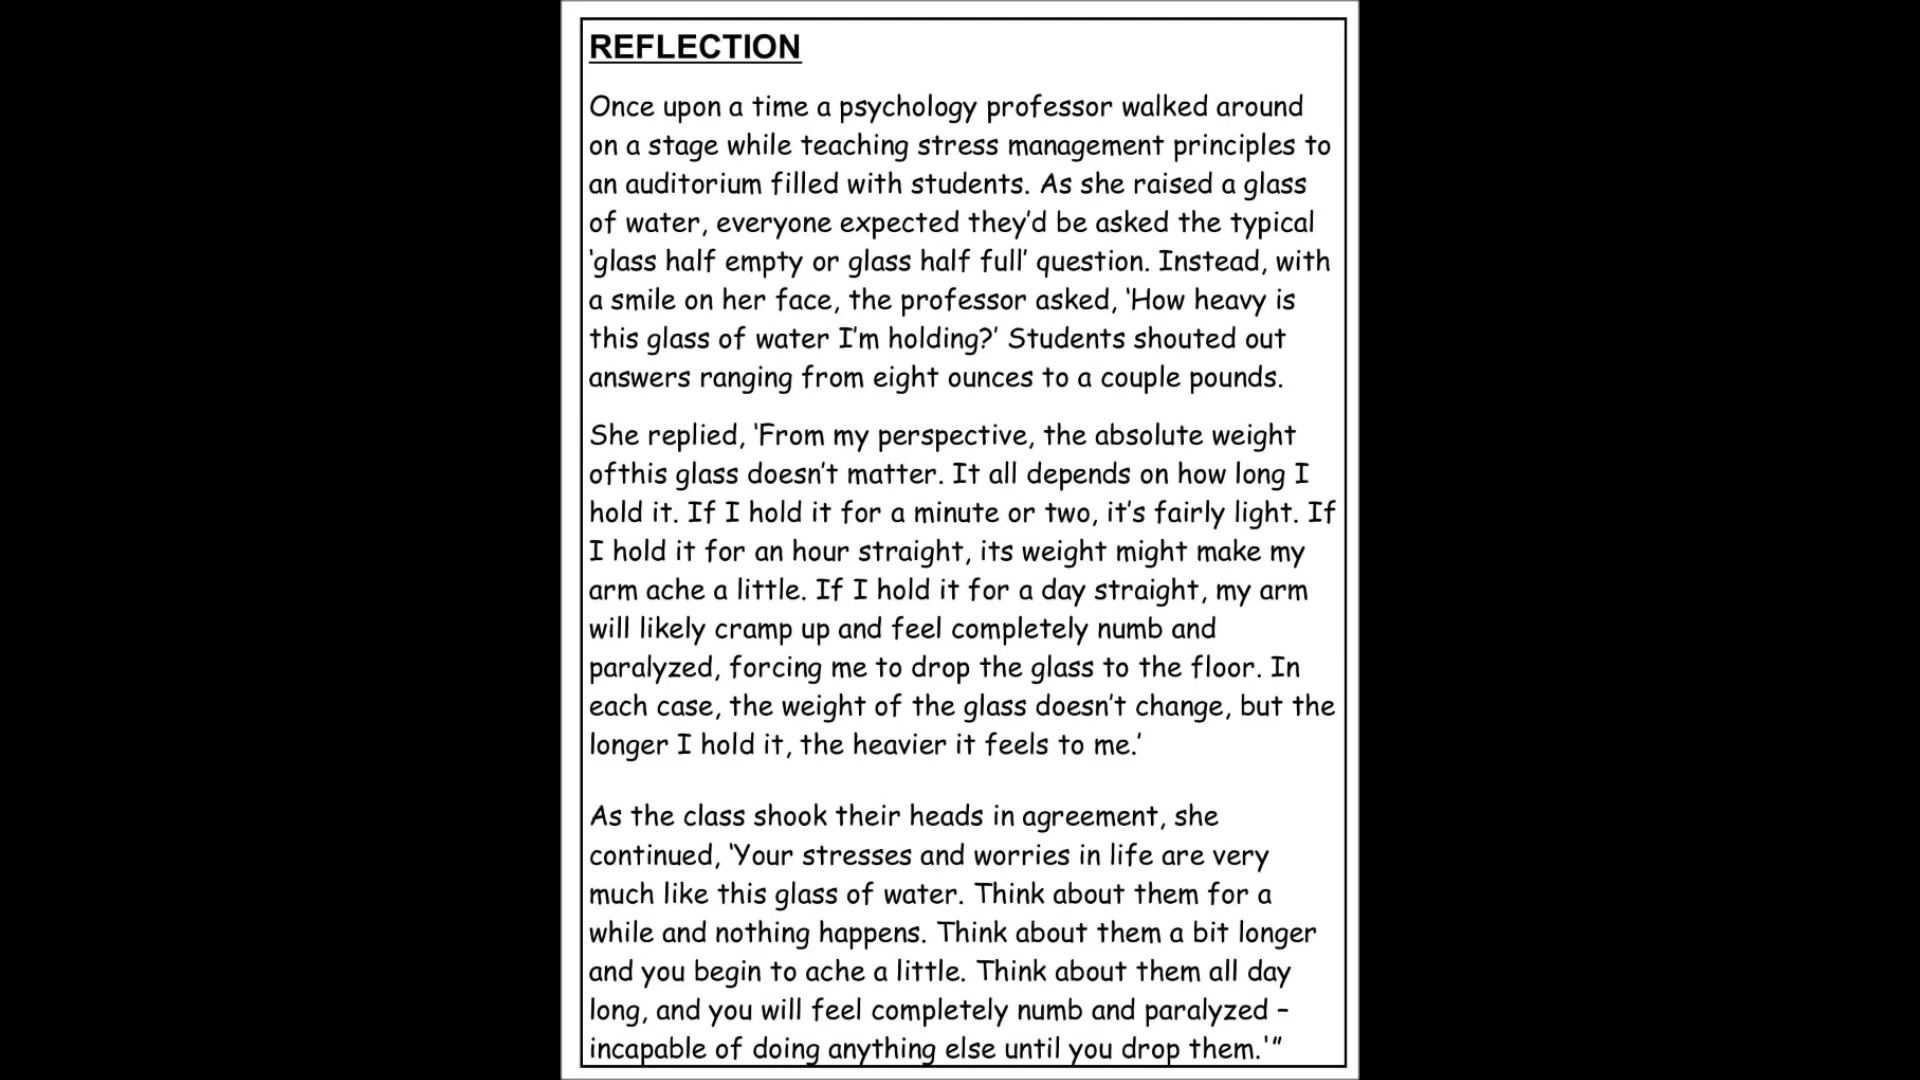 REFLECTION
Once upon a time a psychology professor walked around
on a stage while teaching stress management principles to
an auditorium filled with students. As she raised a glass
of water, everyone expected they’d be asked the typical
‘glass half empty or glass half full’ question. Instead, with
a smile on her face, the professor asked, ‘How heavy is
this glass of water I’m holding?’ Students shouted out
answers ranging from eight ounces to a couple pounds.
She replied, ‘From my perspective, the absolute weight
ofthis glass doesn’t matter. It all depends on how long I
hold it. If I hold it for a minute or two, it’s fairly light. If
I hold it for an hour straight, its weight might make my
arm ache a little. If I hold it for a day straight, my arm
will likely cramp up and feel completely numb and
paralyzed, forcing me to drop the glass to the floor. In
each case, the weight of the glass doesn’t change, but the
longer I hold it, the heavier it feels to me.’
As the class shook their heads in agreement, she
continued, ‘Your stresses and worries in life are very
much like this glass of water. Think about them for a
while and nothing happens. Think about them a bit longer
and you begin to ache a little. Think about them all day
long, and you will feel completely numb and paralyzed –
incapable of doing anything else until you drop them.'”